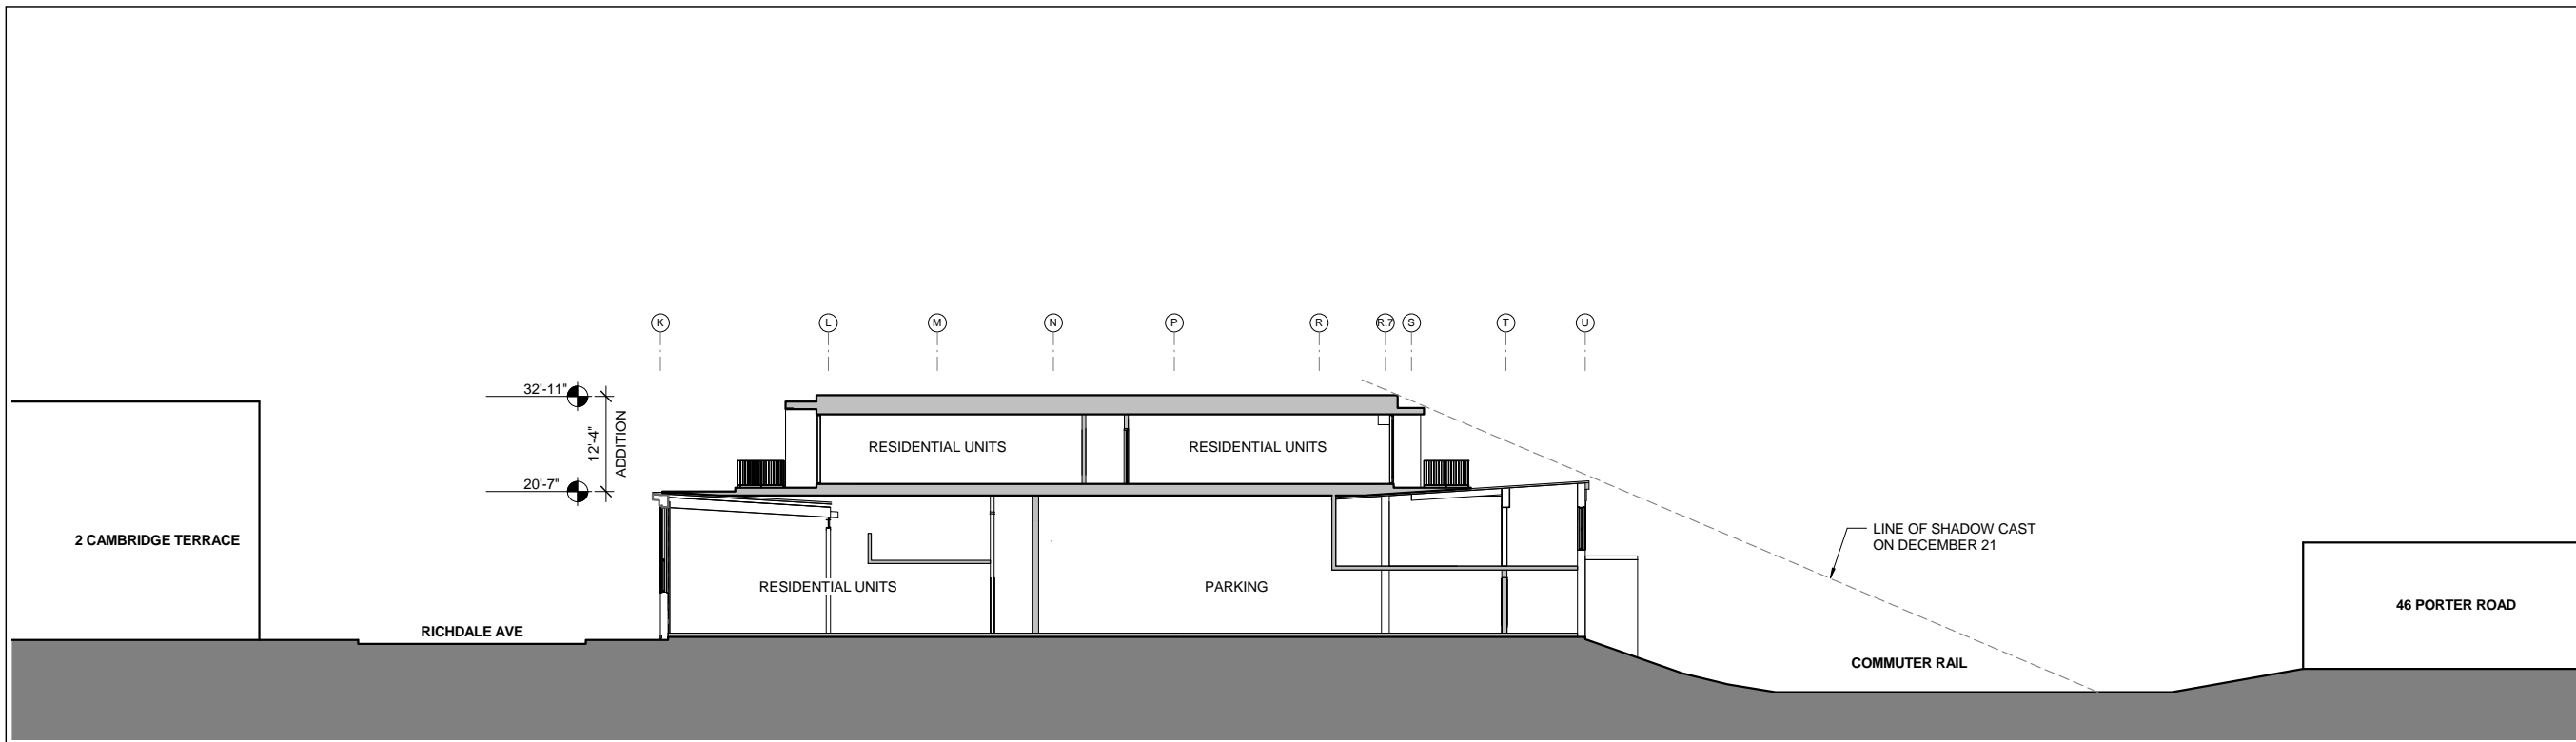 K L M N P R R.7 S T U
32'-11"
12'-4"
ADDITION
20'-7"
RESIDENTIAL UNITS
RESIDENTIAL UNITS
2 CAMBRIDGE TERRACE
LINE OF SHADOW CAST
ON DECEMBER 21
RESIDENTIAL UNITS
PARKING
46 PORTER ROAD
RICHDALE AVE
COMMUTER RAIL